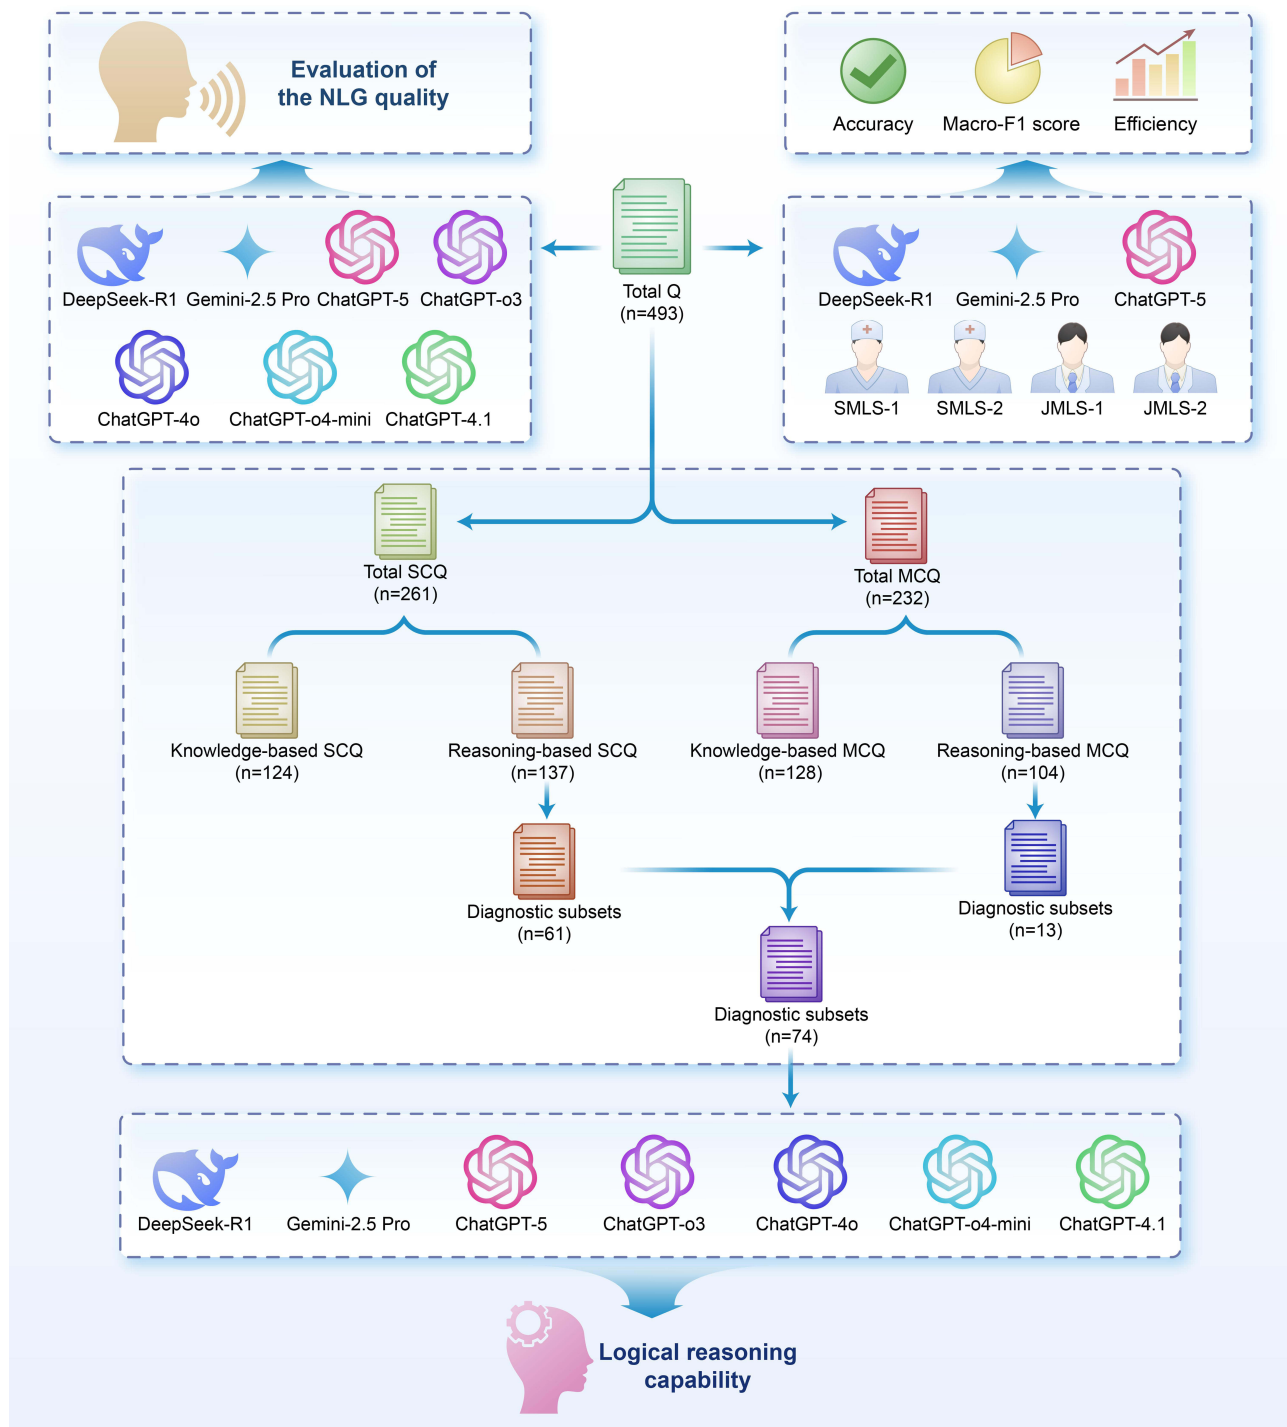 Evaluation of
the NLG quality
Accuracy
Macro-F1 score
Efficiency
DeepSeek-R1
Gemini-2.5 Pro
ChatGPT-5
ChatGPT-o3
ChatGPT-4o
ChatGPT-o4-mini
ChatGPT-4.1
Total Q
(n=493)
DeepSeek-R1
Gemini-2.5 Pro
ChatGPT-5
SMLS-1
SMLS-2
JMLS-1
JMLS-2
Total SCQ
(n=261)
Total MCQ
(n=232)
Knowledge-based SCQ
(n=124)
Reasoning-based SCQ
(n=137)
Knowledge-based MCQ
(n=128)
Reasoning-based MCQ
(n=104)
Diagnostic subsets
(n=61)
Diagnostic subsets
(n=13)
Diagnostic subsets
(n=74)
DeepSeek-R1
Gemini-2.5 Pro
ChatGPT-5
ChatGPT-o3
ChatGPT-4o
ChatGPT-o4-mini
ChatGPT-4.1
Logical reasoning
capability